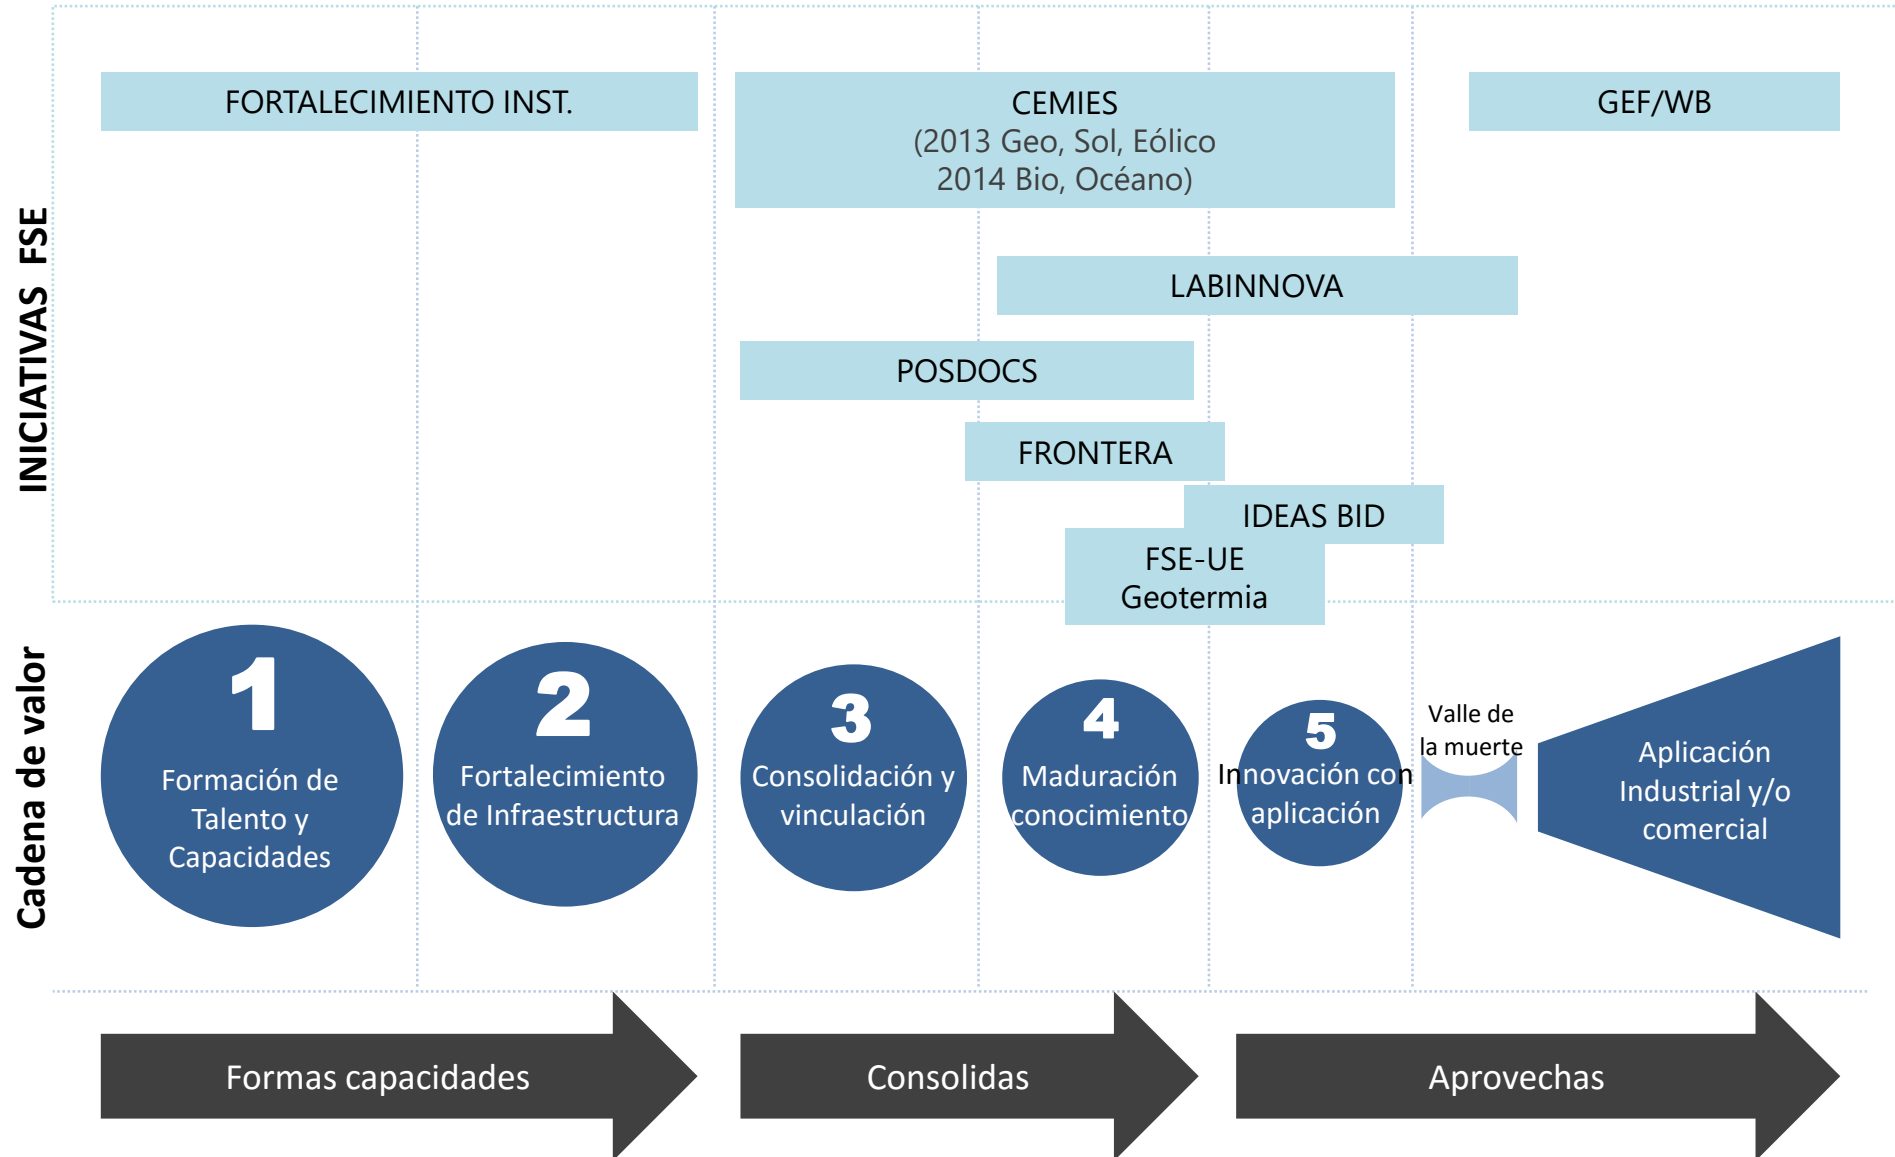 INICIATIVAS FSE
FORTALECIMIENTO INST.
CEMIES
(2013 Geo, Sol, Eólico
2014 Bio, Océano)
GEF/WB
LABINNOVA
POSDOCS
FRONTERA
IDEAS BID
FSE-UE
Geotermia
Cadena de valor
1
Formación de
Talento y
Capacidades
2
Fortalecimiento
de Infraestructura
3
Consolidación y
vinculación
4
Maduración
conocimiento
5
Innovación con
aplicación
Valle de
la muerte
Aplicación
Industrial y/o
comercial
Formas capacidades
Consolidas
Aprovechas